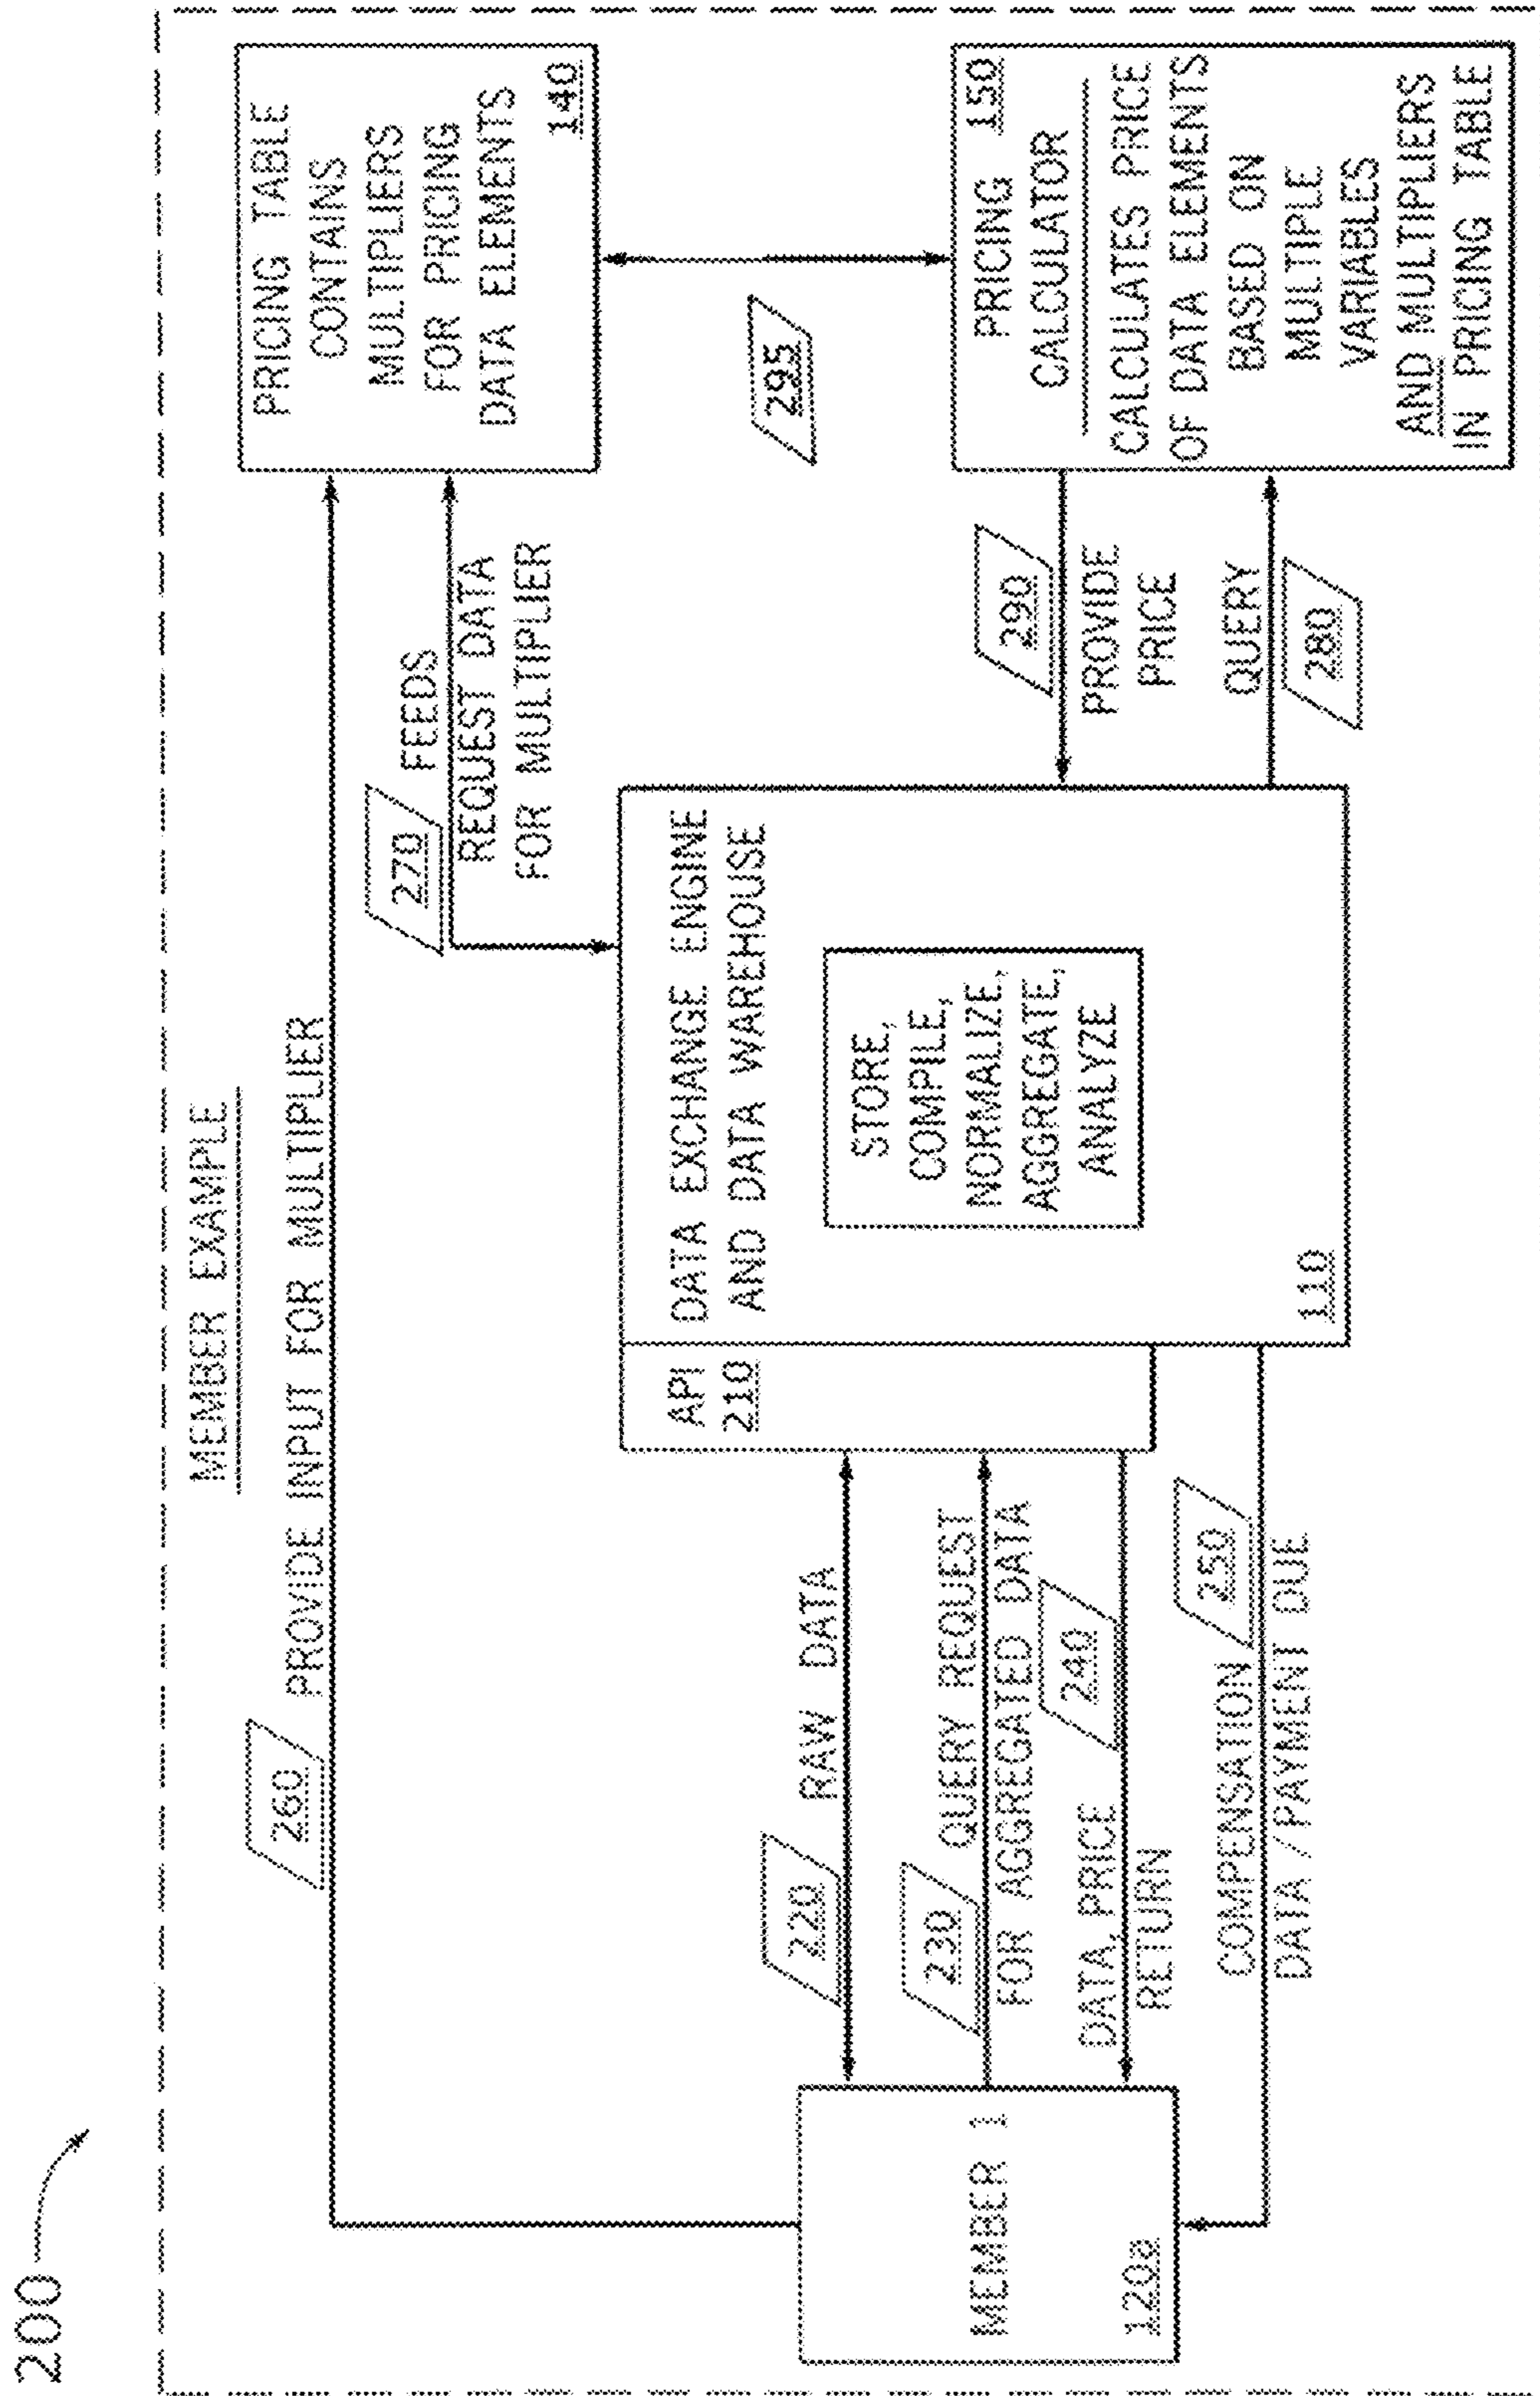 200
MEMBER EXAMPLE
260
PROVIDE INPUT FOR MULTIPLIER
PRICING TABLE
CONTAINS
MULTIPLIERS
FOR PRICING
DATA ELEMENTS
140
270
FEEDS
REQUEST DATA
FOR MULTIPLIER
295
API
210
DATA EXCHANGE ENGINE
AND DATA WAREHOUSE
STORE,
COMPILE,
NORMALIZE,
AGGREGATE,
ANALYZE
110
220
RAW DATA
230
QUERY REQUEST
FOR AGGREGATED DATA
240
DATA, PRICE
RETURN
250
COMPENSATION
DATA/PAYMENT DUE
MEMBER 1
120a
290
PROVIDE
PRICE
QUERY
280
PRICING 150
CALCULATOR
CALCULATES PRICE
OF DATA ELEMENTS
BASED ON
MULTIPLE
VARIABLES
AND MULTIPLIERS
IN PRICING TABLE